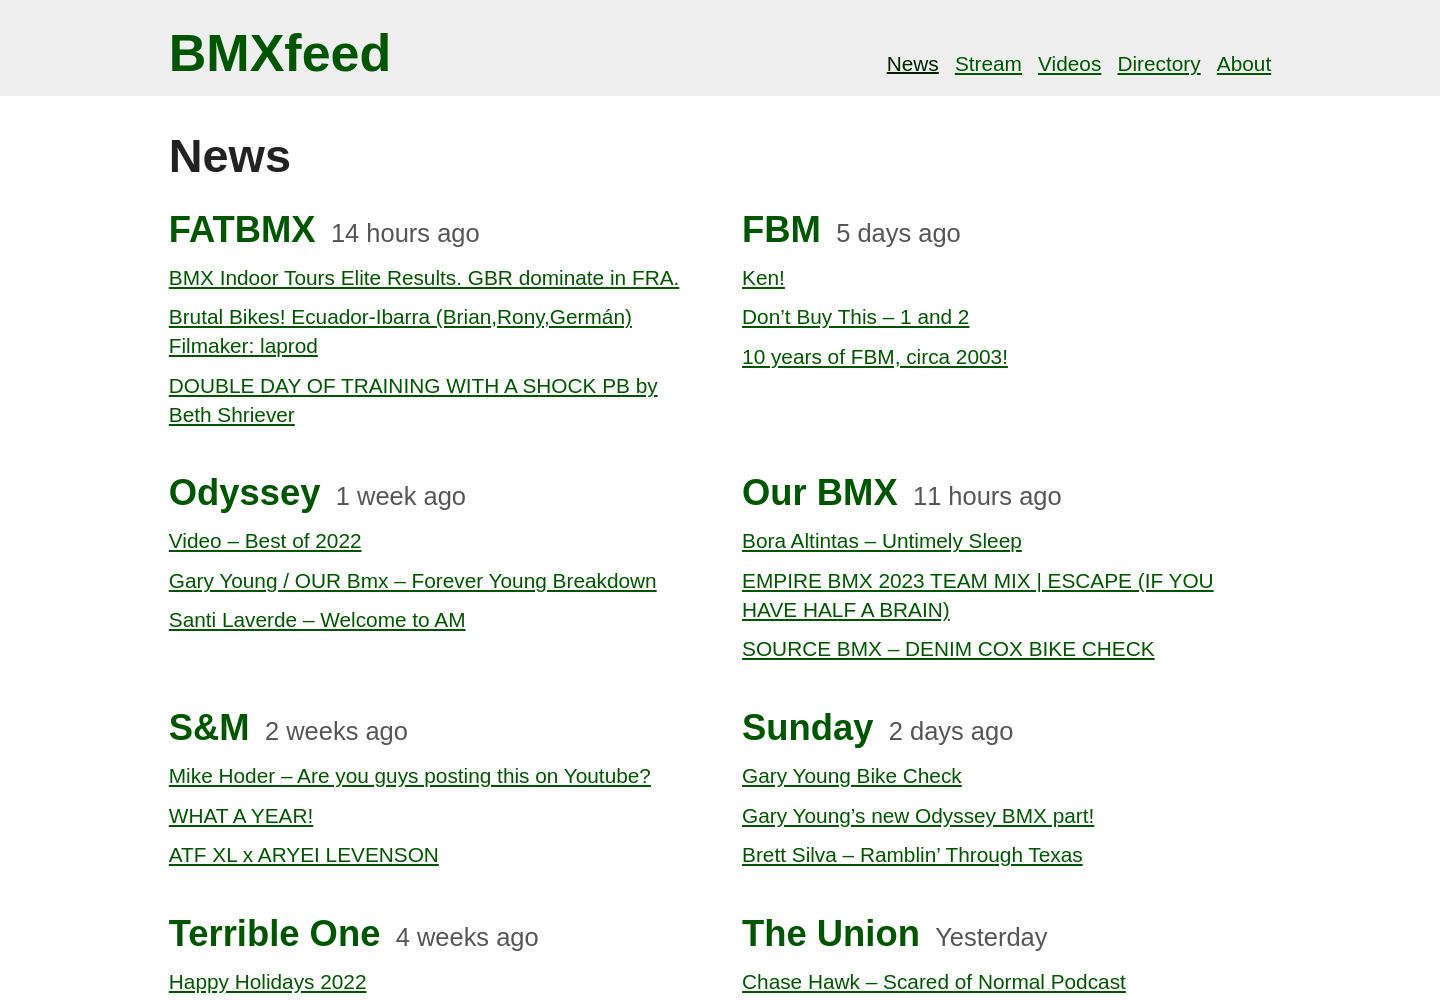 BMXfeed
News Stream Videos Directory About
News
FATBMX 14 hours ago
BMX Indoor Tours Elite Results. GBR dominate in FRA.
Brutal Bikes! Ecuador-Ibarra (Brian,Rony,Germán)
Filmaker: laprod
DOUBLE DAY OF TRAINING WITH A SHOCK PB by
Beth Shriever
FBM 5 days ago
Ken!
Don’t Buy This – 1 and 2
10 years of FBM, circa 2003!
Odyssey 1 week ago
Video – Best of 2022
Gary Young / OUR Bmx – Forever Young Breakdown
Santi Laverde – Welcome to AM
Our BMX 11 hours ago
Bora Altintas – Untimely Sleep
EMPIRE BMX 2023 TEAM MIX | ESCAPE (IF YOU
HAVE HALF A BRAIN)
SOURCE BMX – DENIM COX BIKE CHECK
S&M 2 weeks ago
Mike Hoder – Are you guys posting this on Youtube?
WHAT A YEAR!
ATF XL x ARYEI LEVENSON
Sunday 2 days ago
Gary Young Bike Check
Gary Young’s new Odyssey BMX part!
Brett Silva – Ramblin’ Through Texas
Terrible One 4 weeks ago
Happy Holidays 2022
The Union Yesterday
Chase Hawk – Scared of Normal Podcast